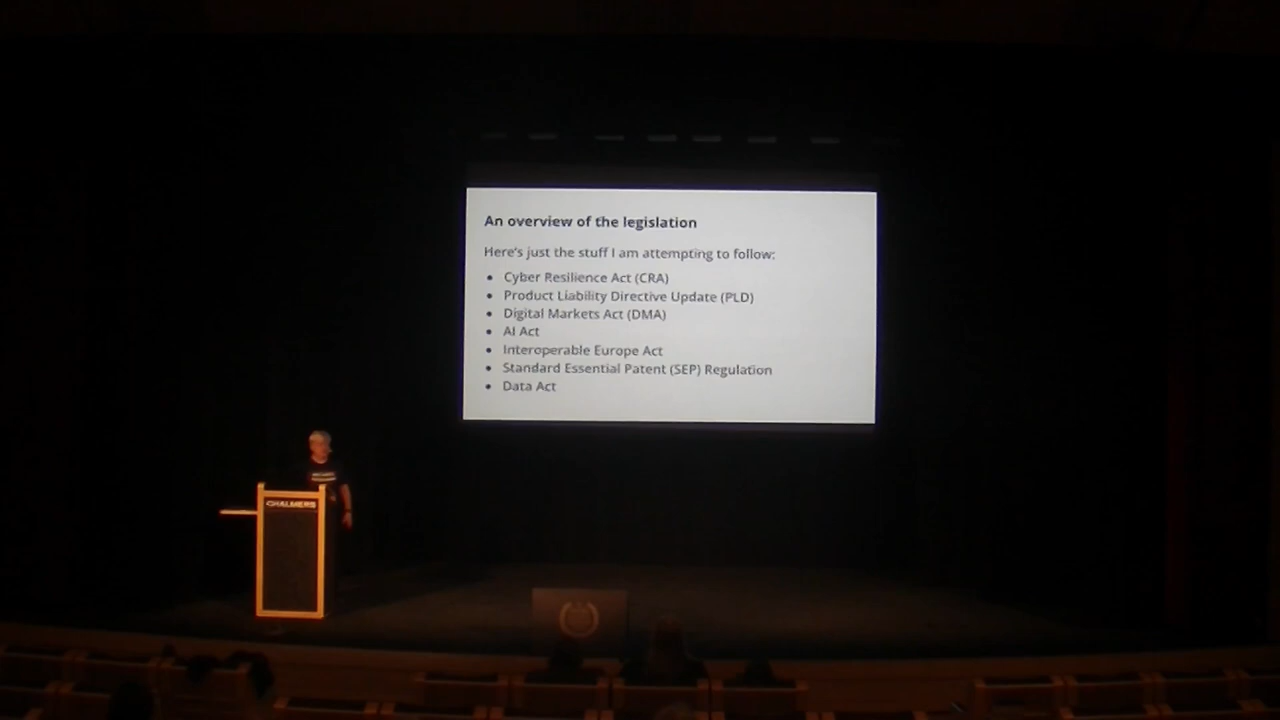 An overview of the legislation
Here's just the stuff I am attempting to follow:
• Cyber Resilience Act (CRA)
• Product Liability Directive Update (PLD)
• Digital Markets Act (DMA)
• AI Act
• Interoperable Europe Act
• Standard Essential Patent (SEP) Regulation
• Data Act
CHALMERS